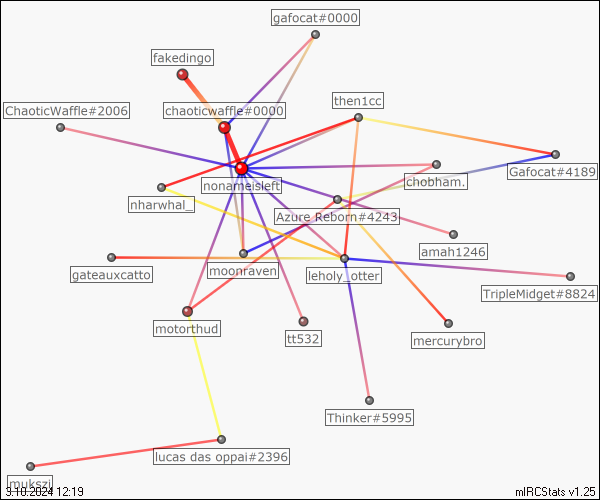 gafocat#0000
fakedingo
then1cc
ChaoticWaffle#2006
chaoticwaffle#0000
Gafocat#4189
chobham.
nonameisleft
nharwhal_
Azure Reborn#4243
amah1246
moonraven
leholy_otter
gateauxcatto
TripleMidget#8824
motorthud
tt532
mercurybro
Thinker#5995
lucas das oppai#2396
mukszi
3.10.2024 12:19
mIRCStats v1.25